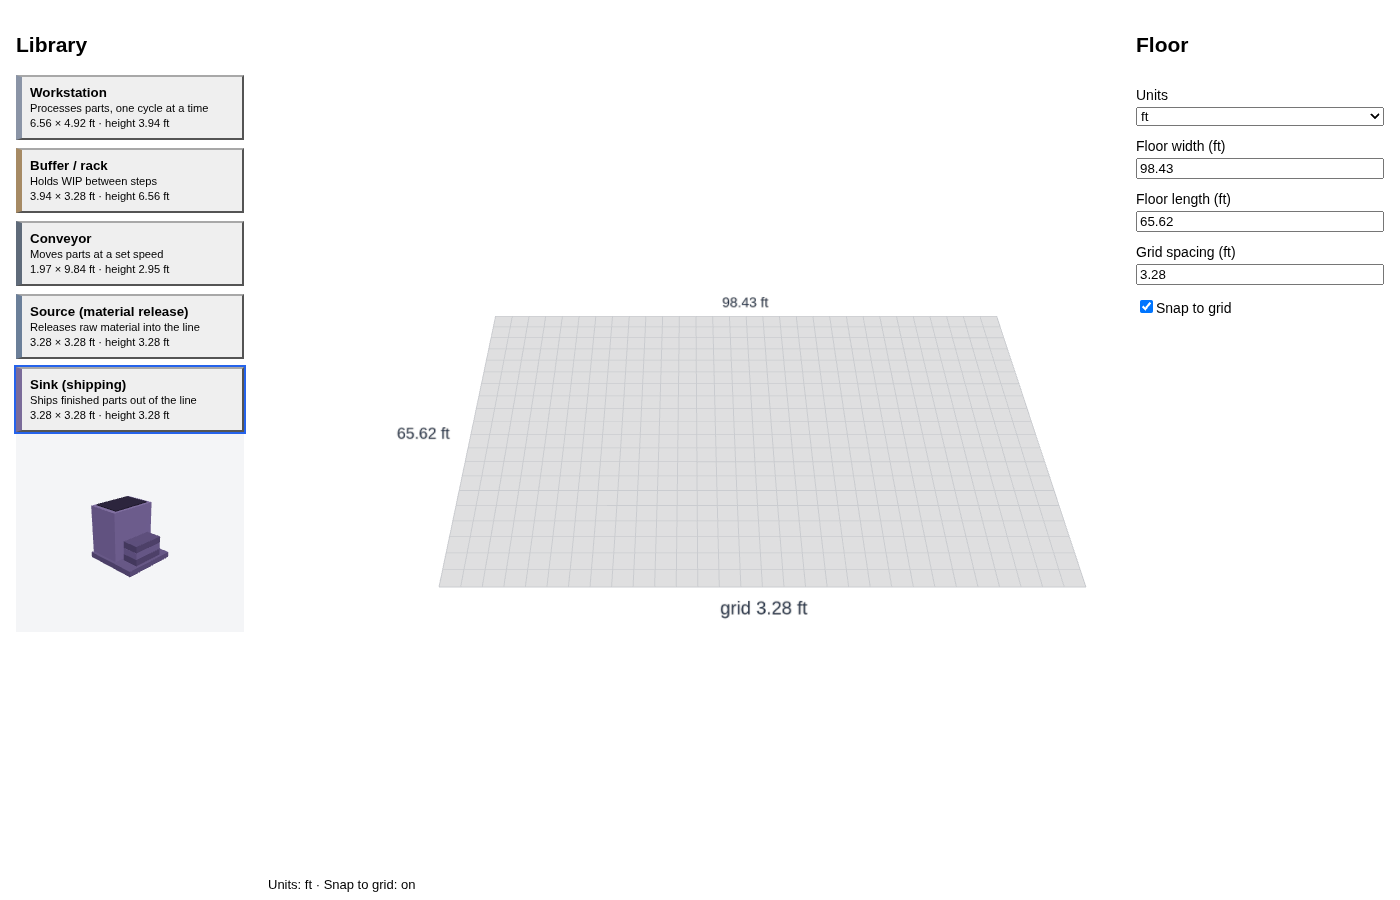 Library
Workstation
Processes parts, one cycle at a time
6.56 × 4.92 ft · height 3.94 ft
Buffer / rack
Holds WIP between steps
3.94 × 3.28 ft · height 6.56 ft
Conveyor
Moves parts at a set speed
1.97 × 9.84 ft · height 2.95 ft
Source (material release)
Releases raw material into the line
3.28 × 3.28 ft · height 3.28 ft
Sink (shipping)
Ships finished parts out of the line
3.28 × 3.28 ft · height 3.28 ft
98.43 ft
65.62 ft
grid 3.28 ft
Units: ft · Snap to grid: on
Floor
Units
ft
Floor width (ft)
98.43
Floor length (ft)
65.62
Grid spacing (ft)
3.28
Snap to grid